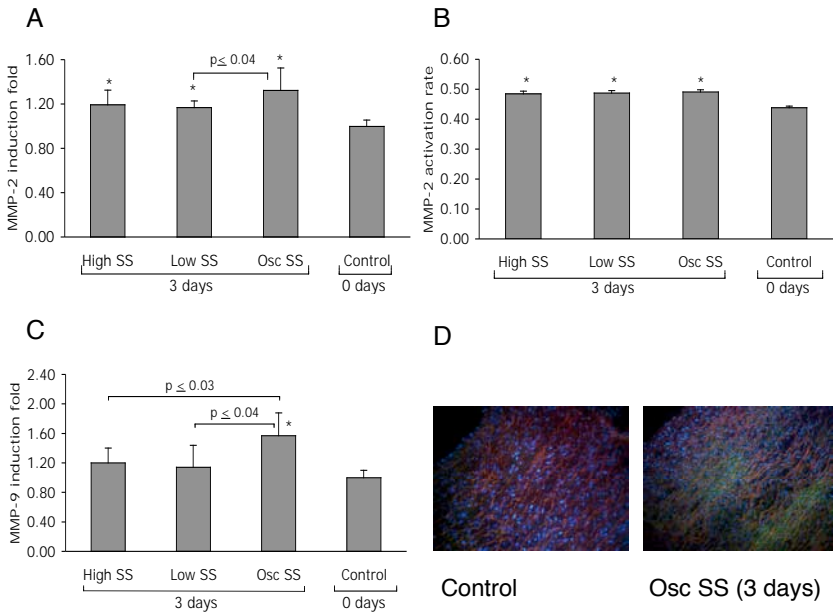 A
MMP-2 induction fold
1.60
1.20
0.80
0.40
0.00
*
*
p≤ 0.04
*
High SS
Low SS
Osc SS
Control
3 days
0 days
B
MMP-2 activation rate
0.60
0.50
0.40
0.30
0.20
0.10
0.00
*
*
*
High SS
Low SS
Osc SS
Control
3 days
0 days
C
MMP-9 induction fold
2.40
2.00
1.60
1.20
0.80
0.40
0.00
p ≤ 0.03
p ≤ 0.04
*
High SS
Low SS
Osc SS
Control
3 days
0 days
D
Control
Osc SS (3 days)